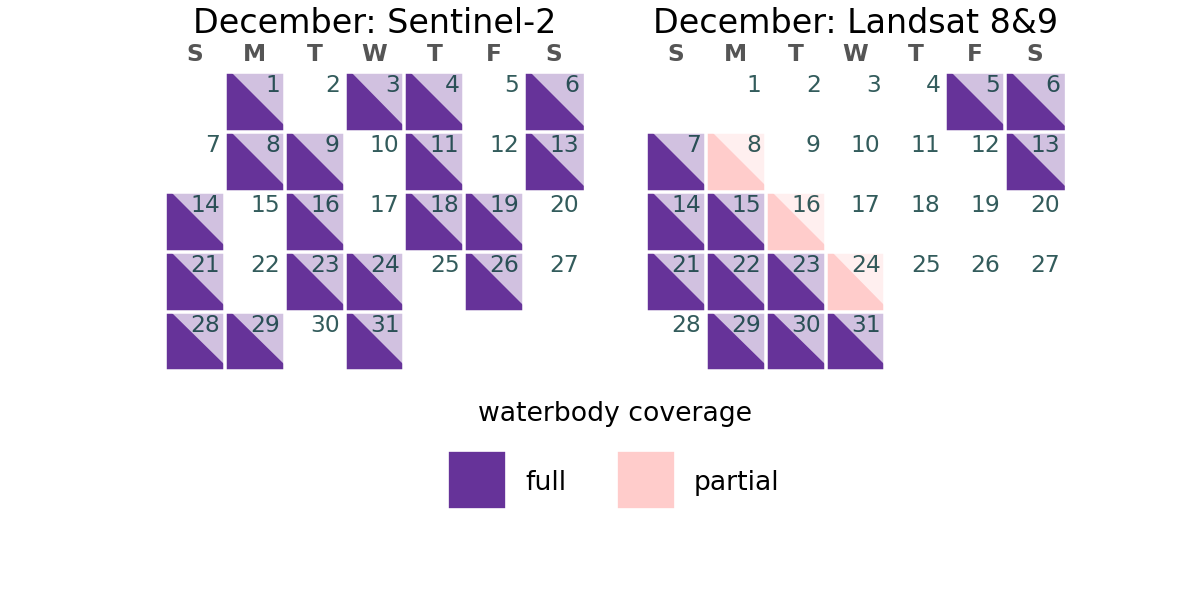 December: Sentinel-2
S M T W T F S
1 2 3 4 5 6
7 8 9 10 11 12 13
14 15 16 17 18 19 20
21 22 23 24 25 26 27
28 29 30 31
December: Landsat 8&9
S M T W T F S
1 2 3 4 5 6
7 8 9 10 11 12 13
14 15 16 17 18 19 20
21 22 23 24 25 26 27
28 29 30 31
waterbody coverage
full partial